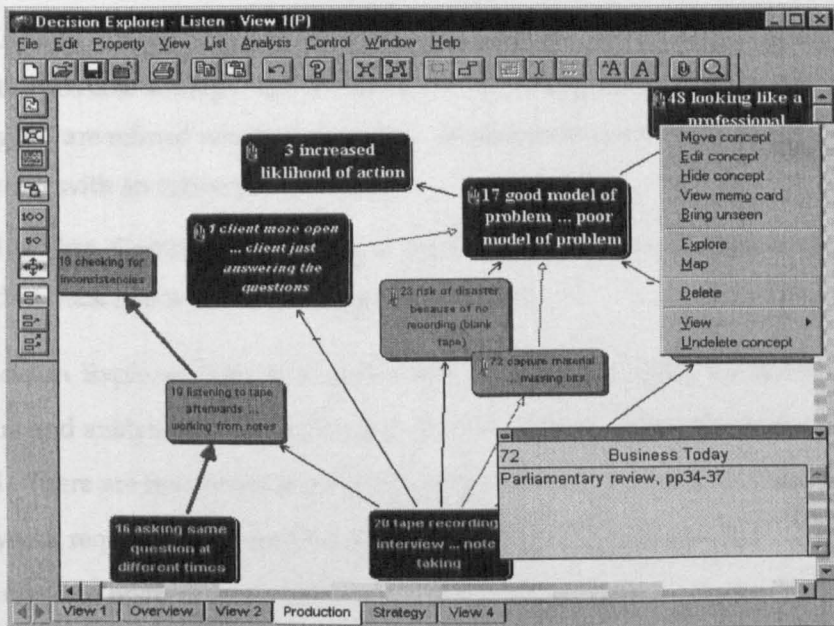 Decision Explorer - Listen - View 1(P)
File Edit Property View List Analysis Control Window Help
48 looking like a
professional
Move concept
Edit concept
Hide concept
View memo card
Bring unseen
Explore
Map
Delete
View
Undelete concept
3 increased
liklihood of action
17 good model of
problem ... poor
model of problem
1 client more open
... client just
answering the
questions
18 checking for
inconsistencies
23 risk of disaster
because of no
recording (blank
tape)
72 capture material
... missing bits
19 listening to tape
afterwards ...
working from notes
72 Business Today
Parliamentary review, pp34-37
16 asking same
question at
different times
20 tape recording
interview ... note
taking
View 1 Overview View 2 Production Strategy View 4